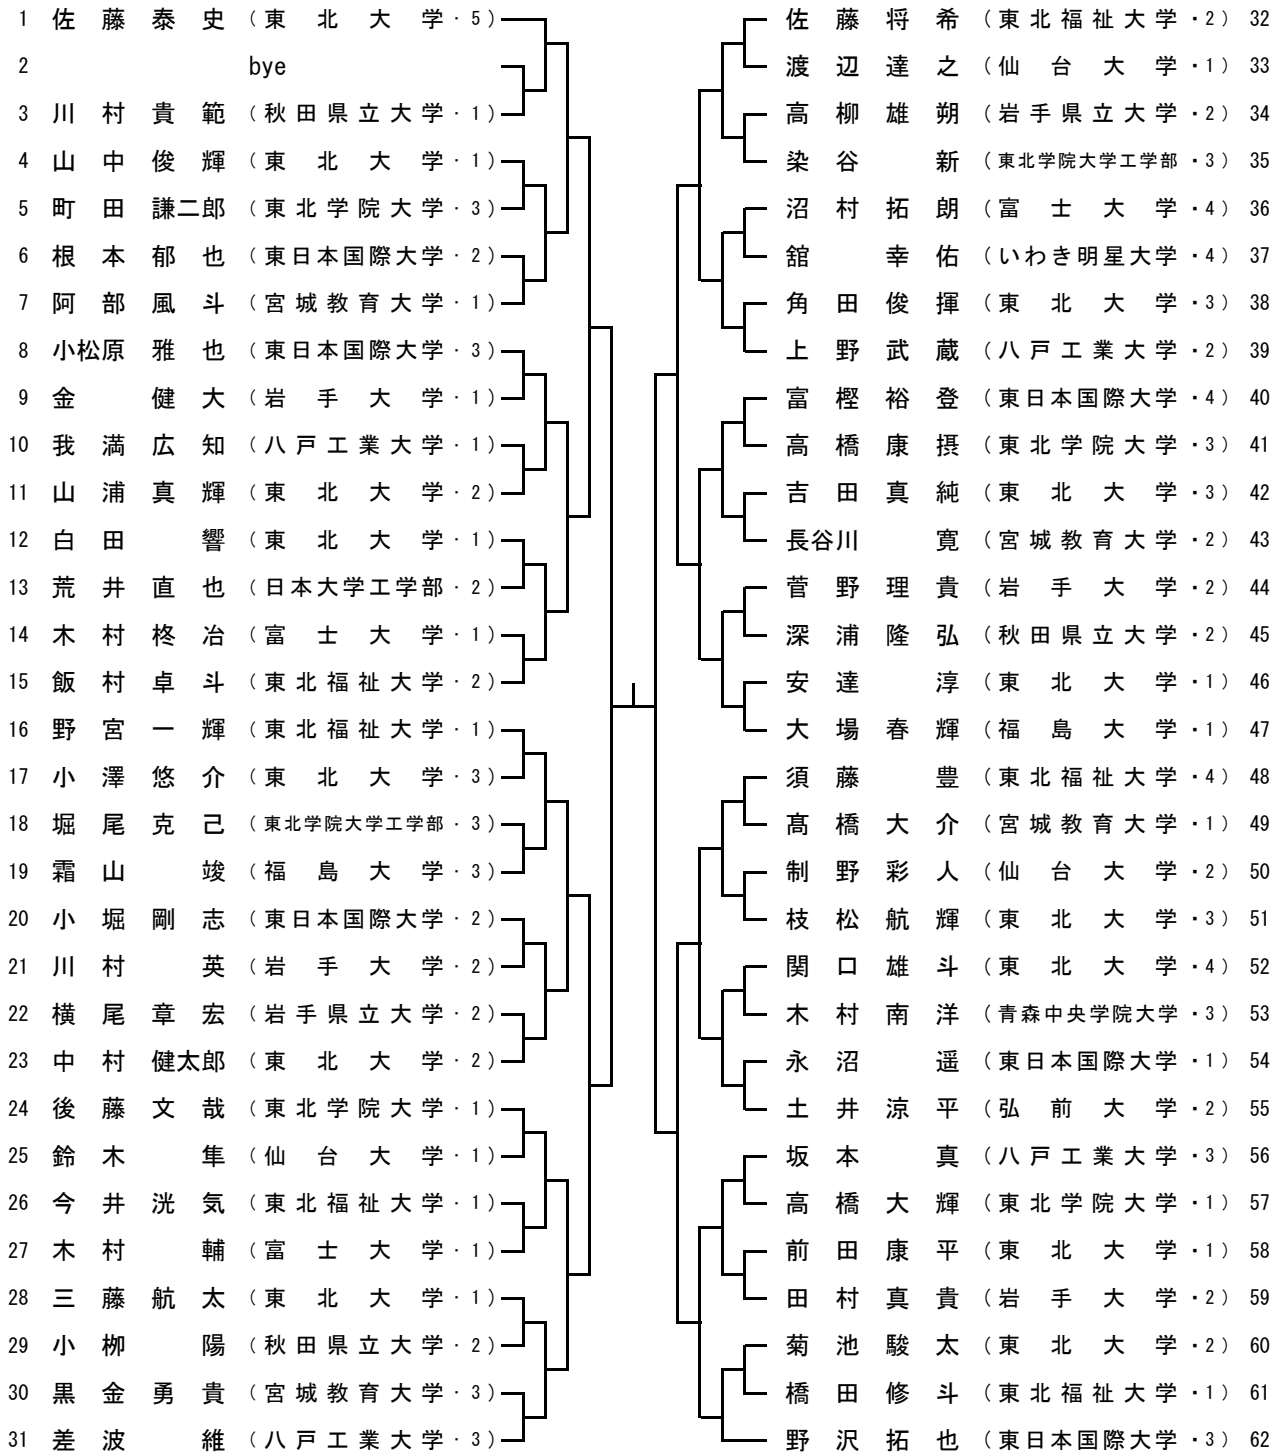 1 佐藤泰史 (東北大学・5)
2 bye
3 川村貴範 (秋田県立大学・1)
4 山中俊輝 (東北大学・1)
5 町田謙二郎 (東北学院大学・3)
6 根本郁也 (東日本国際大学・2)
7 阿部風斗 (宮城教育大学・1)
8 小松原雅也 (東日本国際大学・3)
9 金健大 (岩手大学・1)
10 我満広知 (八戸工業大学・1)
11 山浦真輝 (東北大学・2)
12 白田響 (東北大学・1)
13 荒井直也 (日本大学工学部・2)
14 木村柊冶 (富士大学・1)
15 飯村卓斗 (東北福祉大学・2)
16 野宮一輝 (東北福祉大学・1)
17 小澤悠介 (東北大学・3)
18 堀尾克己 (東北学院大学工学部・3)
19 霜山竣 (福島大学・3)
20 小堀剛志 (東日本国際大学・2)
21 川村英 (岩手大学・2)
22 横尾章宏 (岩手県立大学・2)
23 中村健太郎 (東北大学・2)
24 後藤文哉 (東北学院大学・1)
25 鈴木隼 (仙台大学・1)
26 今井洸気 (東北福祉大学・1)
27 木村輔 (富士大学・1)
28 三藤航太 (東北大学・1)
29 小栁陽 (秋田県立大学・2)
30 黒金勇貴 (宮城教育大学・3)
31 差波維 (八戸工業大学・3)
佐藤将希 (東北福祉大学・2) 32
渡辺達之 (仙台大学・1) 33
高柳雄朔 (岩手県立大学・2) 34
染谷新 (東北学院大学工学部・3) 35
沼村拓朗 (富士大学・4) 36
舘幸佑 (いわき明星大学・4) 37
角田俊揮 (東北大学・3) 38
上野武蔵 (八戸工業大学・2) 39
富樫裕登 (東日本国際大学・4) 40
高橋康摂 (東北学院大学・3) 41
吉田真純 (東北大学・3) 42
長谷川寛 (宮城教育大学・2) 43
菅野理貴 (岩手大学・2) 44
深浦隆弘 (秋田県立大学・2) 45
安達淳 (東北大学・1) 46
大場春輝 (福島大学・1) 47
須藤豊 (東北福祉大学・4) 48
髙橋大介 (宮城教育大学・1) 49
制野彩人 (仙台大学・2) 50
枝松航輝 (東北大学・3) 51
関口雄斗 (東北大学・4) 52
木村南洋 (青森中央学院大学・3) 53
永沼遥 (東日本国際大学・1) 54
土井涼平 (弘前大学・2) 55
坂本真 (八戸工業大学・3) 56
高橋大輝 (東北学院大学・1) 57
前田康平 (東北大学・1) 58
田村真貴 (岩手大学・2) 59
菊池駿太 (東北大学・2) 60
橋田修斗 (東北福祉大学・1) 61
野沢拓也 (東日本国際大学・3) 62